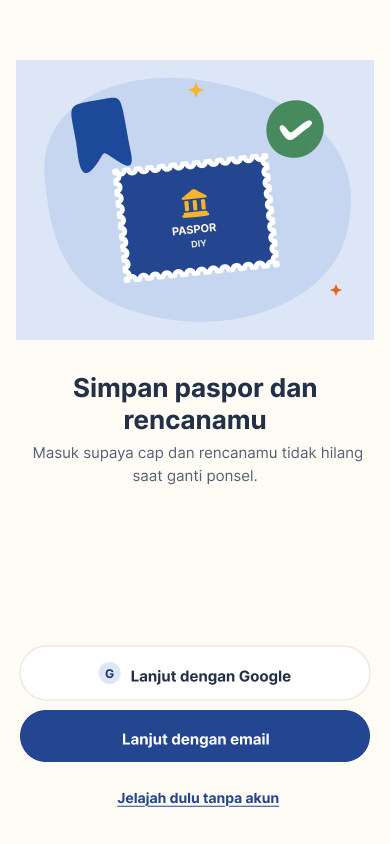 PASPOR
DIY
Simpan paspor dan
rencanamu
Masuk supaya cap dan rencanamu tidak hilang
saat ganti ponsel.
G Lanjut dengan Google
Lanjut dengan email
Jelajah dulu tanpa akun